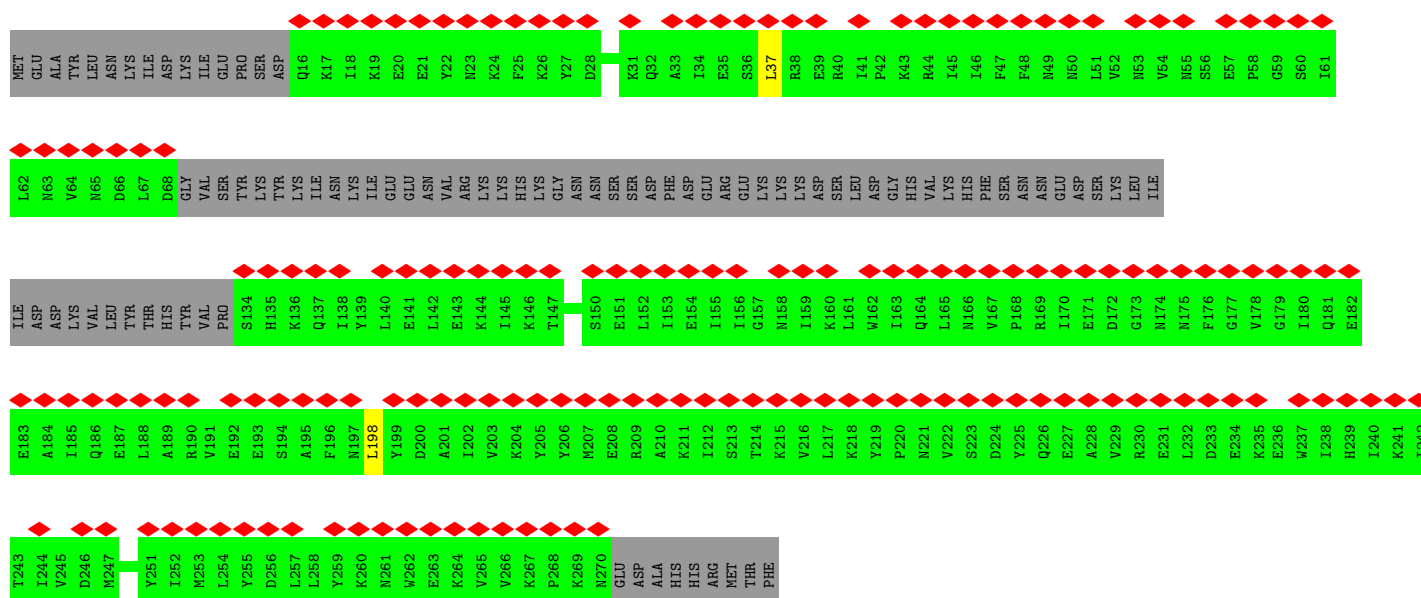 MET GLU ALA TYR LEU ASN LYS ILE ASP LYS ILE GLU PRO SER ASP Q16 K17 I18 K19 E20 E21 Y22 N23 K24 F25 K26 Y27 D28 K31 Q32 A33 I34 E35 S36 L37 R38 E39 R40 I41 P42 K43 R44 I45 I46 F47 F48 N49 N50 L51 V52 N53 V54 N55 S56 E57 P58 G59 S60 I61
L62 N63 V64 N65 D66 L67 D68 GLY VAL SER TYR LYS TYR LYS ILE ASN LYS ILE GLU GLU ASN VAL ARG LYS LYS HIS LYS GLY ASN ASN SER SER ASP PHE ASP GLU ARG GLU LYS LYS LYS ASP SER LEU ASP GLY HIS VAL LYS HIS PHE SER ASN ASN GLU ASP SER LYS LEU ILE
ILE ASP ASP LYS VAL LEU TYR THR HIS TYR VAL PRO S134 H135 K136 Q137 I138 Y139 L140 E141 L142 E143 K144 I145 K146 T147 S150 E151 L152 I153 E154 I155 I156 G157 N158 I159 K160 L161 W162 I163 Q164 L165 N166 V167 P168 R169 I170 E171 D172 G173 N174 N175 F176 G177 V178 G179 I180 Q181 E182
E183 A184 I185 Q186 E187 L188 A189 R190 V191 E192 E193 S194 A195 F196 N197 L198 Y199 D200 A201 I202 V203 K204 Y205 Y206 M207 E208 R209 A210 K211 I212 S213 T214 K215 V216 L217 K218 Y219 P220 N221 V222 S223 D224 Y225 Q226 E227 A228 V229 R230 E231 L232 D233 E234 K235 E236 W237 I238 H239 I240 K241
T243 I244 V245 D246 M247 Y251 I252 M253 L254 Y255 D256 L257 L258 Y259 K260 N261 W262 E263 K264 V265 V266 K267 P268 K269 N270 GLU ASP ALA HIS HIS ARG MET THR PHE